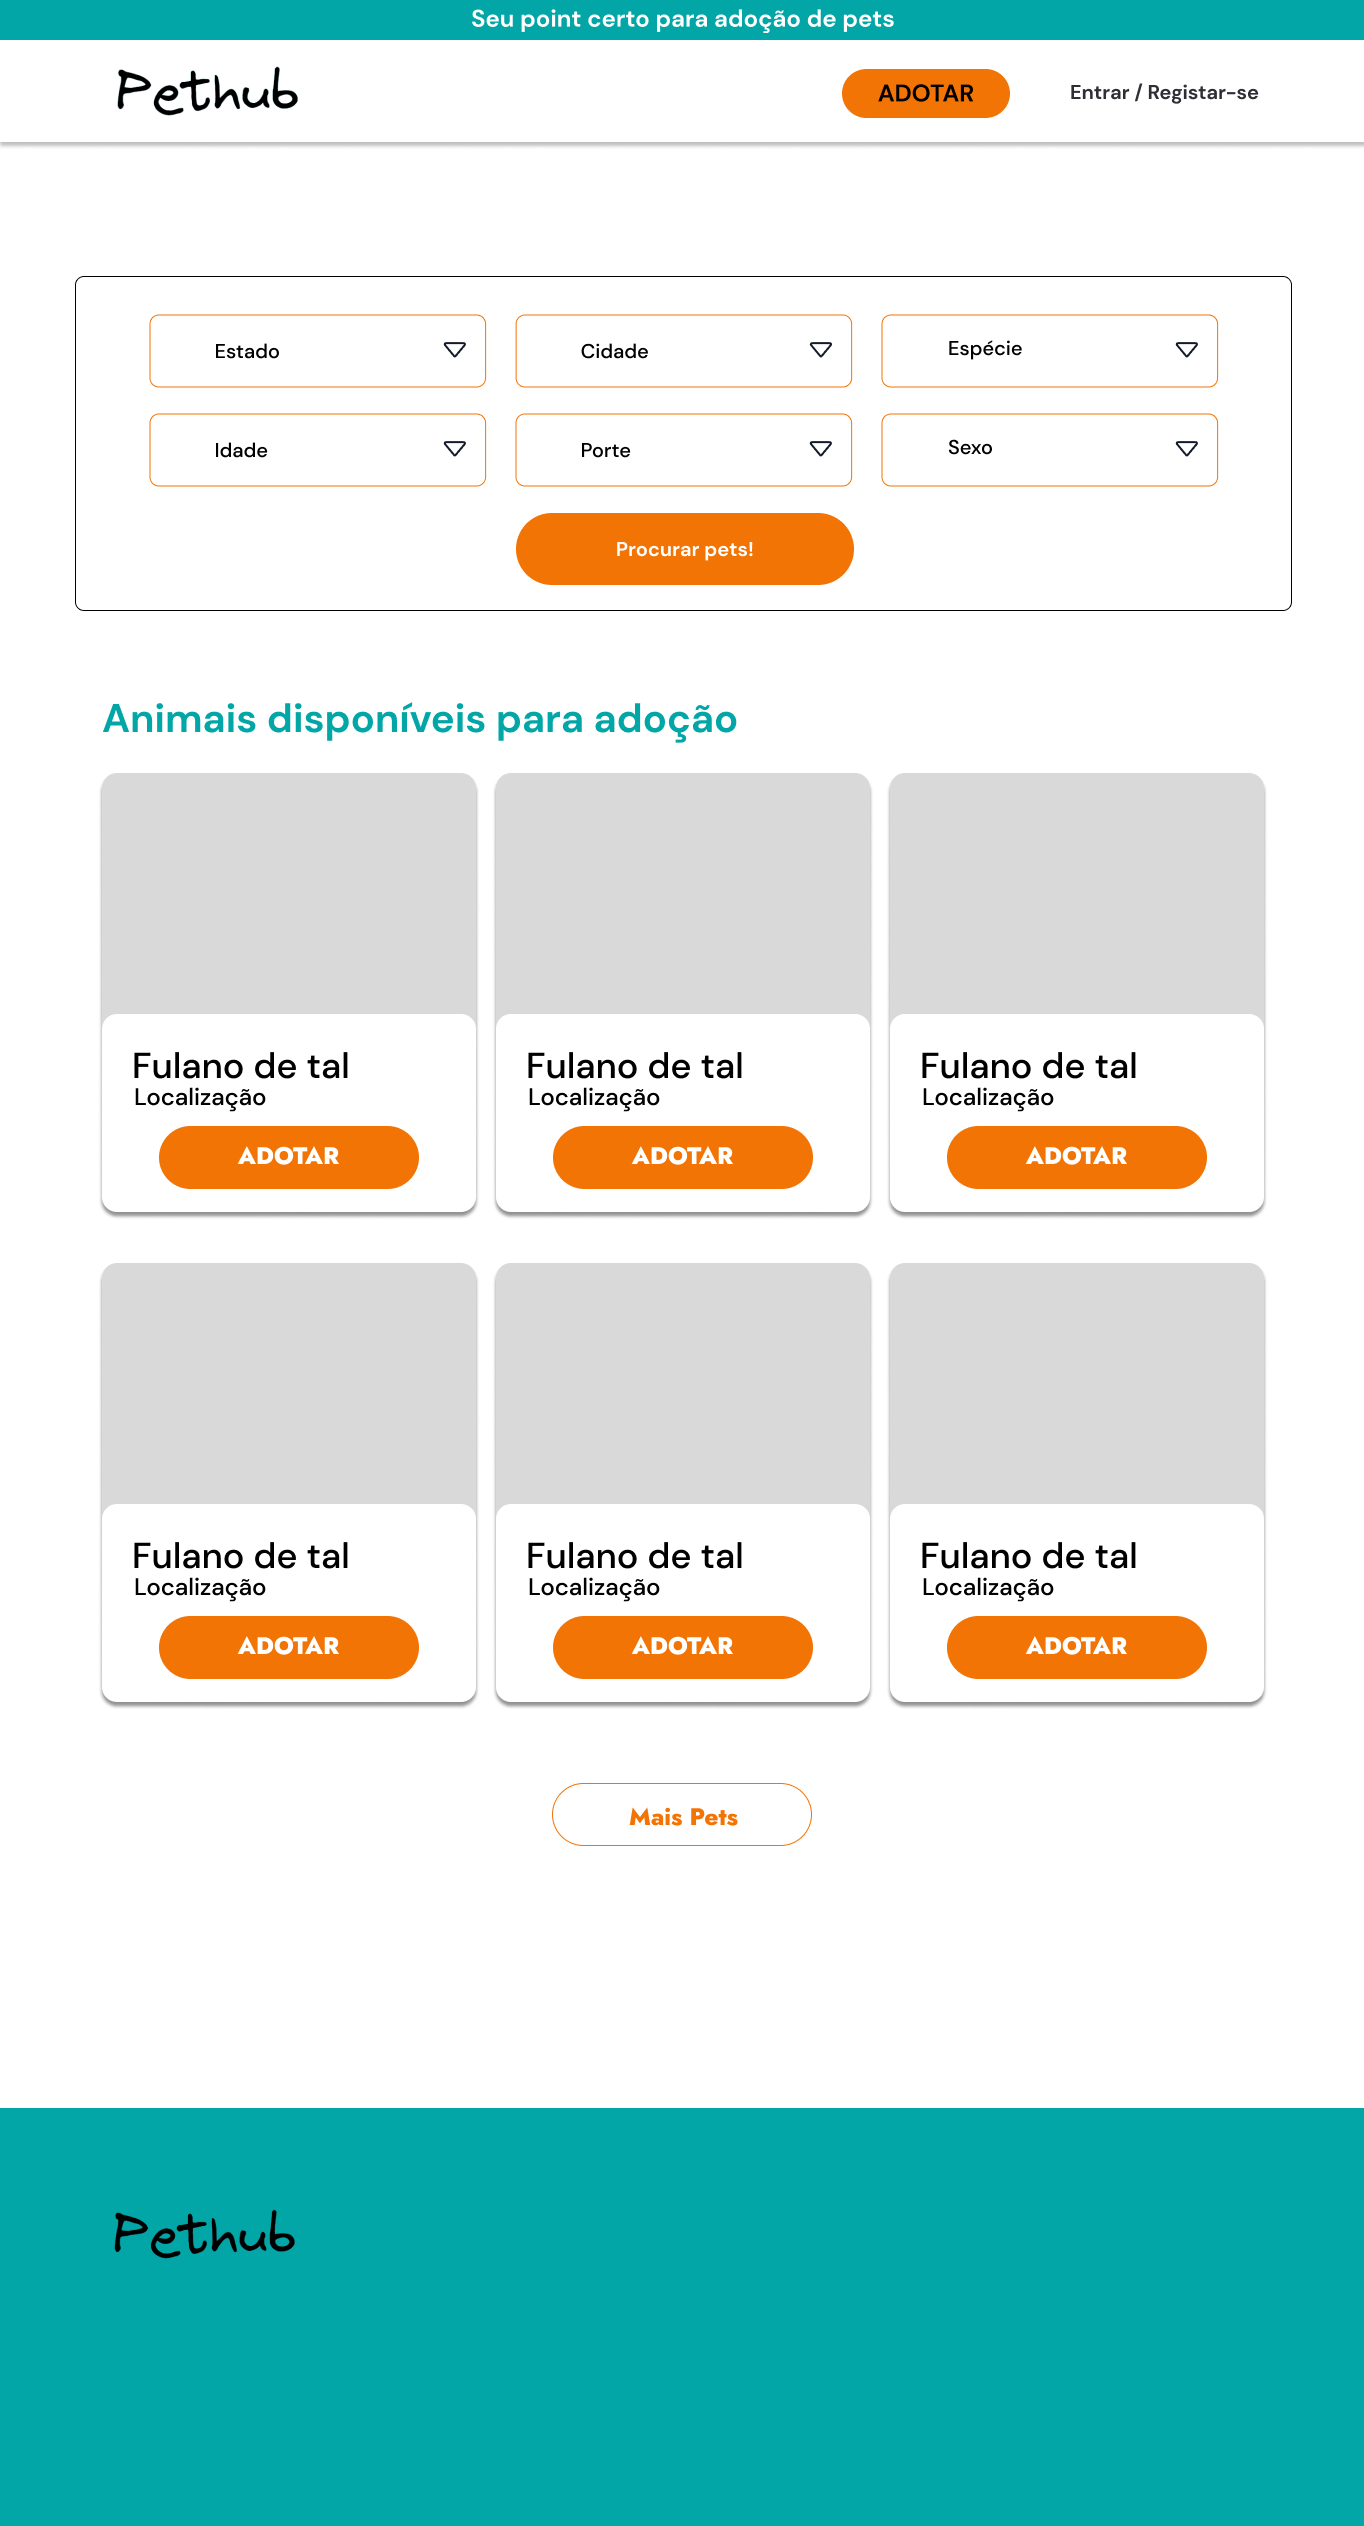 Seu point certo para adoção de pets
Pethub
ADOTAR
Entrar / Registar-se
Estado
Cidade
Espécie
Idade
Porte
Sexo
Procurar pets!
Animais disponíveis para adoção
Fulano de tal
Localização
ADOTAR
Fulano de tal
Localização
ADOTAR
Fulano de tal
Localização
ADOTAR
Fulano de tal
Localização
ADOTAR
Fulano de tal
Localização
ADOTAR
Fulano de tal
Localização
ADOTAR
Mais Pets
Pethub